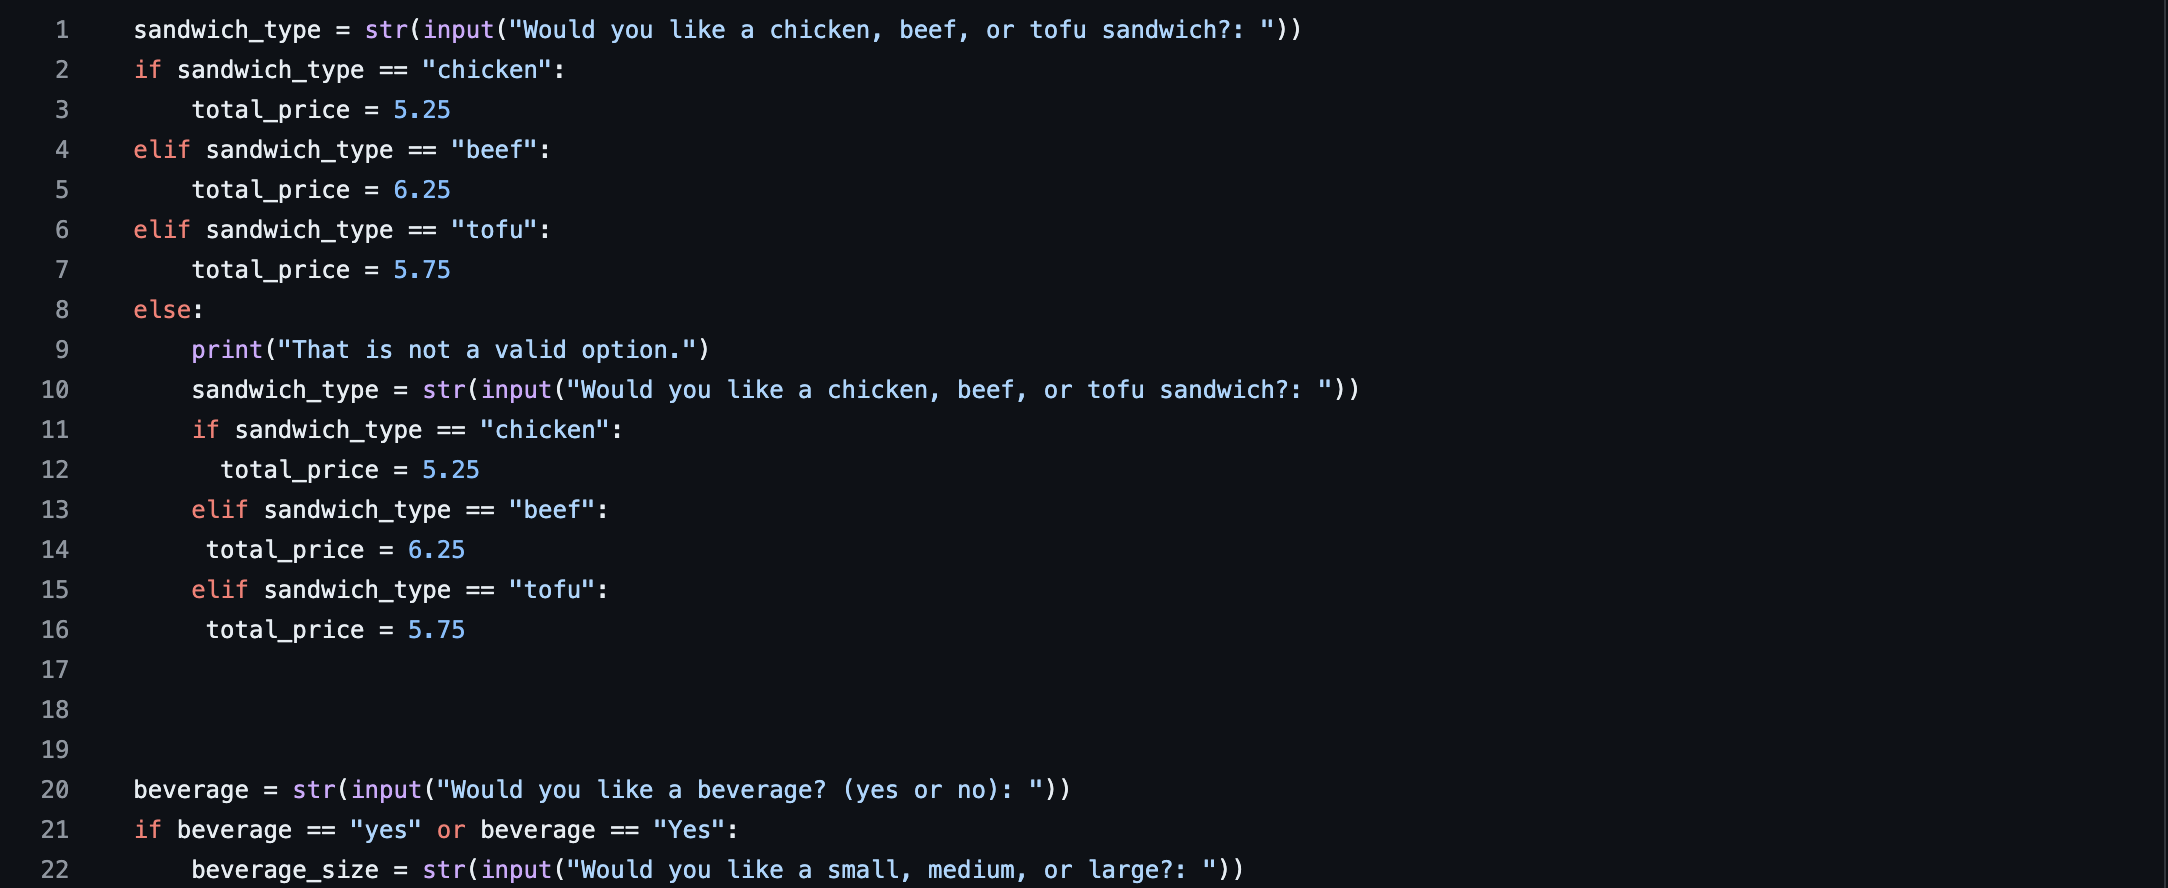 1 sandwich_type = str(input("Would you like a chicken, beef, or tofu sandwich?: "))
2 if sandwich_type == "chicken":
3     total_price = 5.25
4 elif sandwich_type == "beef":
5     total_price = 6.25
6 elif sandwich_type == "tofu":
7     total_price = 5.75
8 else:
9     print("That is not a valid option.")
10     sandwich_type = str(input("Would you like a chicken, beef, or tofu sandwich?: "))
11     if sandwich_type == "chicken":
12       total_price = 5.25
13     elif sandwich_type == "beef":
14      total_price = 6.25
15     elif sandwich_type == "tofu":
16      total_price = 5.75
17
18
19
20 beverage = str(input("Would you like a beverage? (yes or no): "))
21 if beverage == "yes" or beverage == "Yes":
22     beverage_size = str(input("Would you like a small, medium, or large?: "))